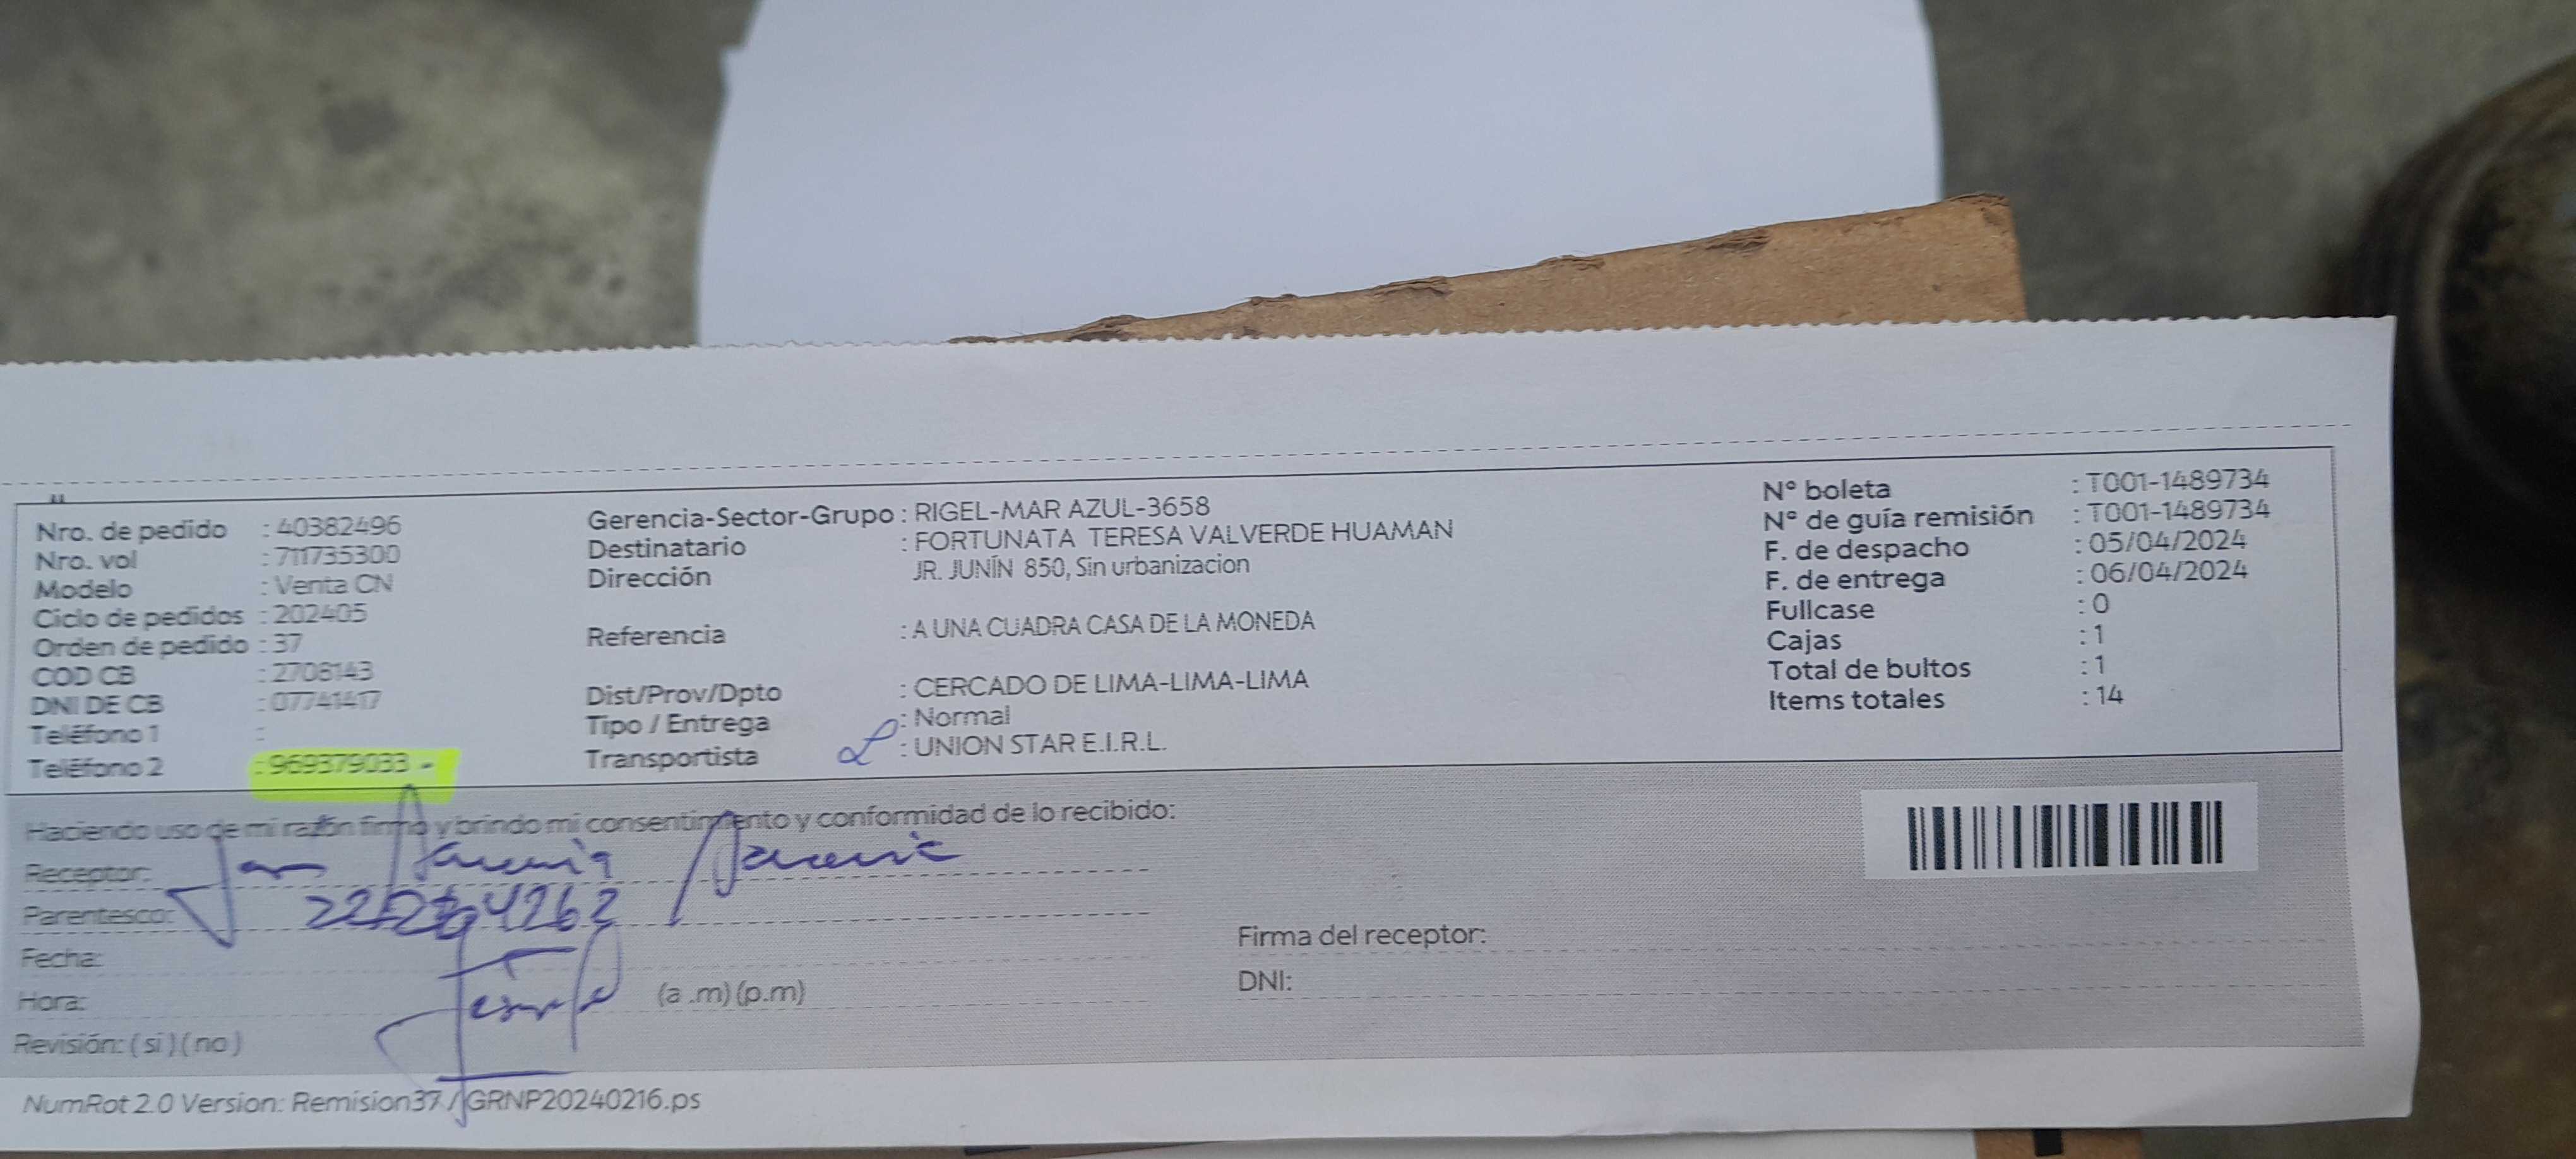 Nro. de pedido : 40382496
Nro. vol : 711735300
Modelo : Venta CN
Ciclo de pedidos : 202405
Orden de pedido : 37
COD CB : 2708143
DNI DE CB : 07741417
Teléfono 1 :
Teléfono 2 : 969379033 -
Gerencia-Sector-Grupo : RIGEL-MAR AZUL-3658
Destinatario : FORTUNATA TERESA VALVERDE HUAMAN
Dirección JR. JUNÍN 850, Sin urbanizacion
Referencia : A UNA CUADRA CASA DE LA MONEDA
Dist/Prov/Dpto : CERCADO DE LIMA-LIMA-LIMA
Tipo / Entrega : Normal
Transportista : UNION STAR E.I.R.L.
N° boleta : T001-1489734
N° de guía remisión : T001-1489734
F. de despacho : 05/04/2024
F. de entrega : 06/04/2024
Fullcase : 0
Cajas : 1
Total de bultos : 1
Items totales : 14
Haciendo uso de mi razón firmo y brindo mi consentimiento y conformidad de lo recibido:
Receptor:
Parentesco:
Fecha:
Hora: (a .m) (p.m)
Revisión: ( si ) ( no )
Firma del receptor:
DNI:
NumRot 2.0 Version: Remision37 / GRNP20240216.ps